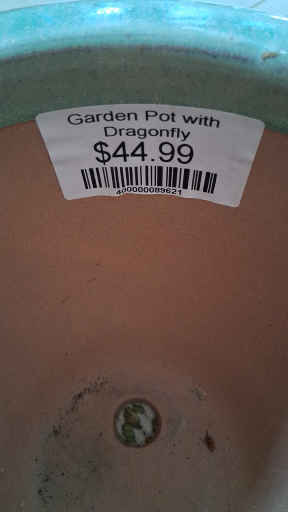 Garden Pot with
Dragonfly
$44.99
400000089621